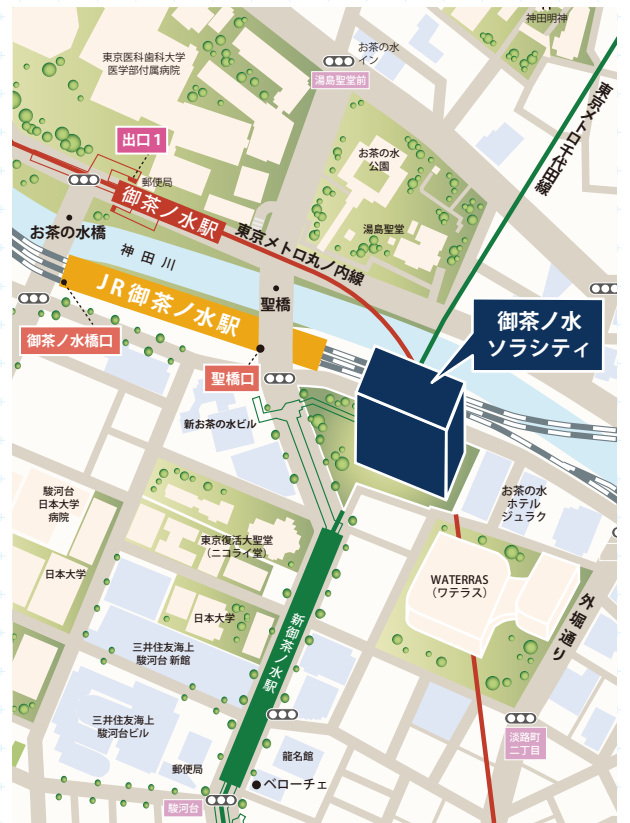 神田明神
東京医科歯科大学
医学部付属病院
お茶の水
イン
湯島聖堂前
東京メトロ千代田線
出口1
お茶の水
公園
郵便局
御茶ノ水駅
湯島聖堂
お茶の水橋
東京メトロ丸ノ内線
神田川
JR御茶ノ水駅
聖橋
御茶ノ水
ソラシティ
御茶ノ水橋口
聖橋口
新お茶の水ビル
駿河台
日本大学
病院
お茶の水
ホテル
ジュラク
東京復活大聖堂
(ニコライ堂)
日本大学
WATERRAS
(ワテラス)
外堀通り
日本大学
新御茶ノ水駅
三井住友海上
駿河台 新館
三井住友海上
駿河台ビル
淡路町
二丁目
龍名館
郵便局
ベローチェ
駿河台